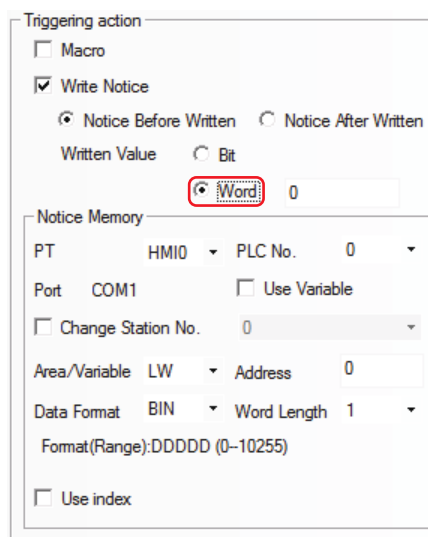 Triggering action
Macro
Write Notice
Notice Before Written Notice After Written
Written Value Bit
Word 0
Notice Memory
PT HMI0 PLC No. 0
Port COM1 Use Variable
Change Station No. 0
Area/Variable LW Address 0
Data Format BIN Word Length 1
Format(Range):DDDDD (0--10255)
Use index